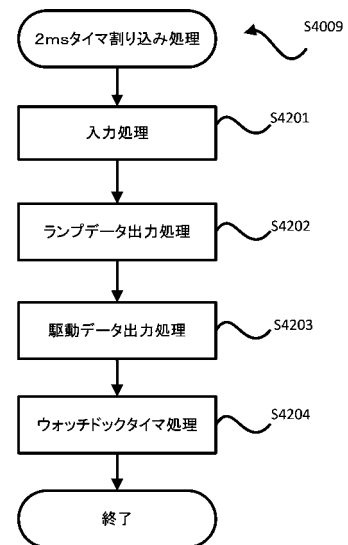 2msタイマ割り込み処理
S4009
入力処理
S4201
ランプデータ出力処理
S4202
駆動データ出力処理
S4203
ウォッチドックタイマ処理
S4204
終了